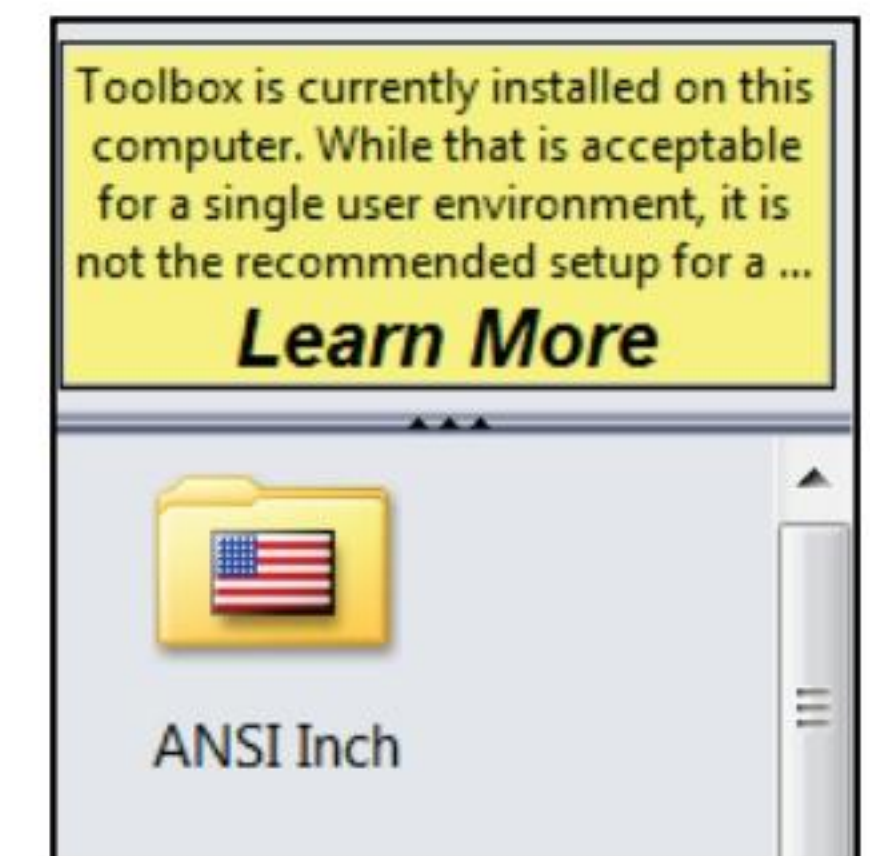 Toolbox is currently installed on this
computer. While that is acceptable
for a single user environment, it is
not the recommended setup for a ...
Learn More
ANSI Inch